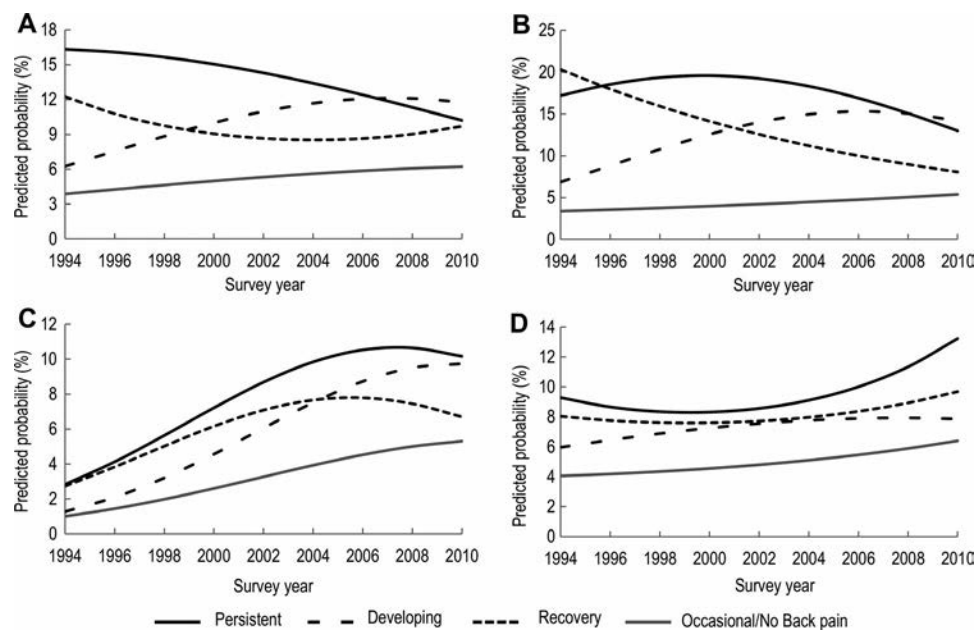 A
Predicted probability (%)
18
15
12
9
6
3
0
1994 1996 1998 2000 2002 2004 2006 2008 2010
Survey year
B
Predicted probability (%)
25
20
15
10
5
0
1994 1996 1998 2000 2002 2004 2006 2008 2010
Survey year
C
Predicted probability (%)
12
10
8
6
4
2
0
1994 1996 1998 2000 2002 2004 2006 2008 2010
Survey year
D
Predicted probability (%)
14
12
10
8
6
4
2
0
1994 1996 1998 2000 2002 2004 2006 2008 2010
Survey year
Persistent Developing Recovery Occasional/No Back pain